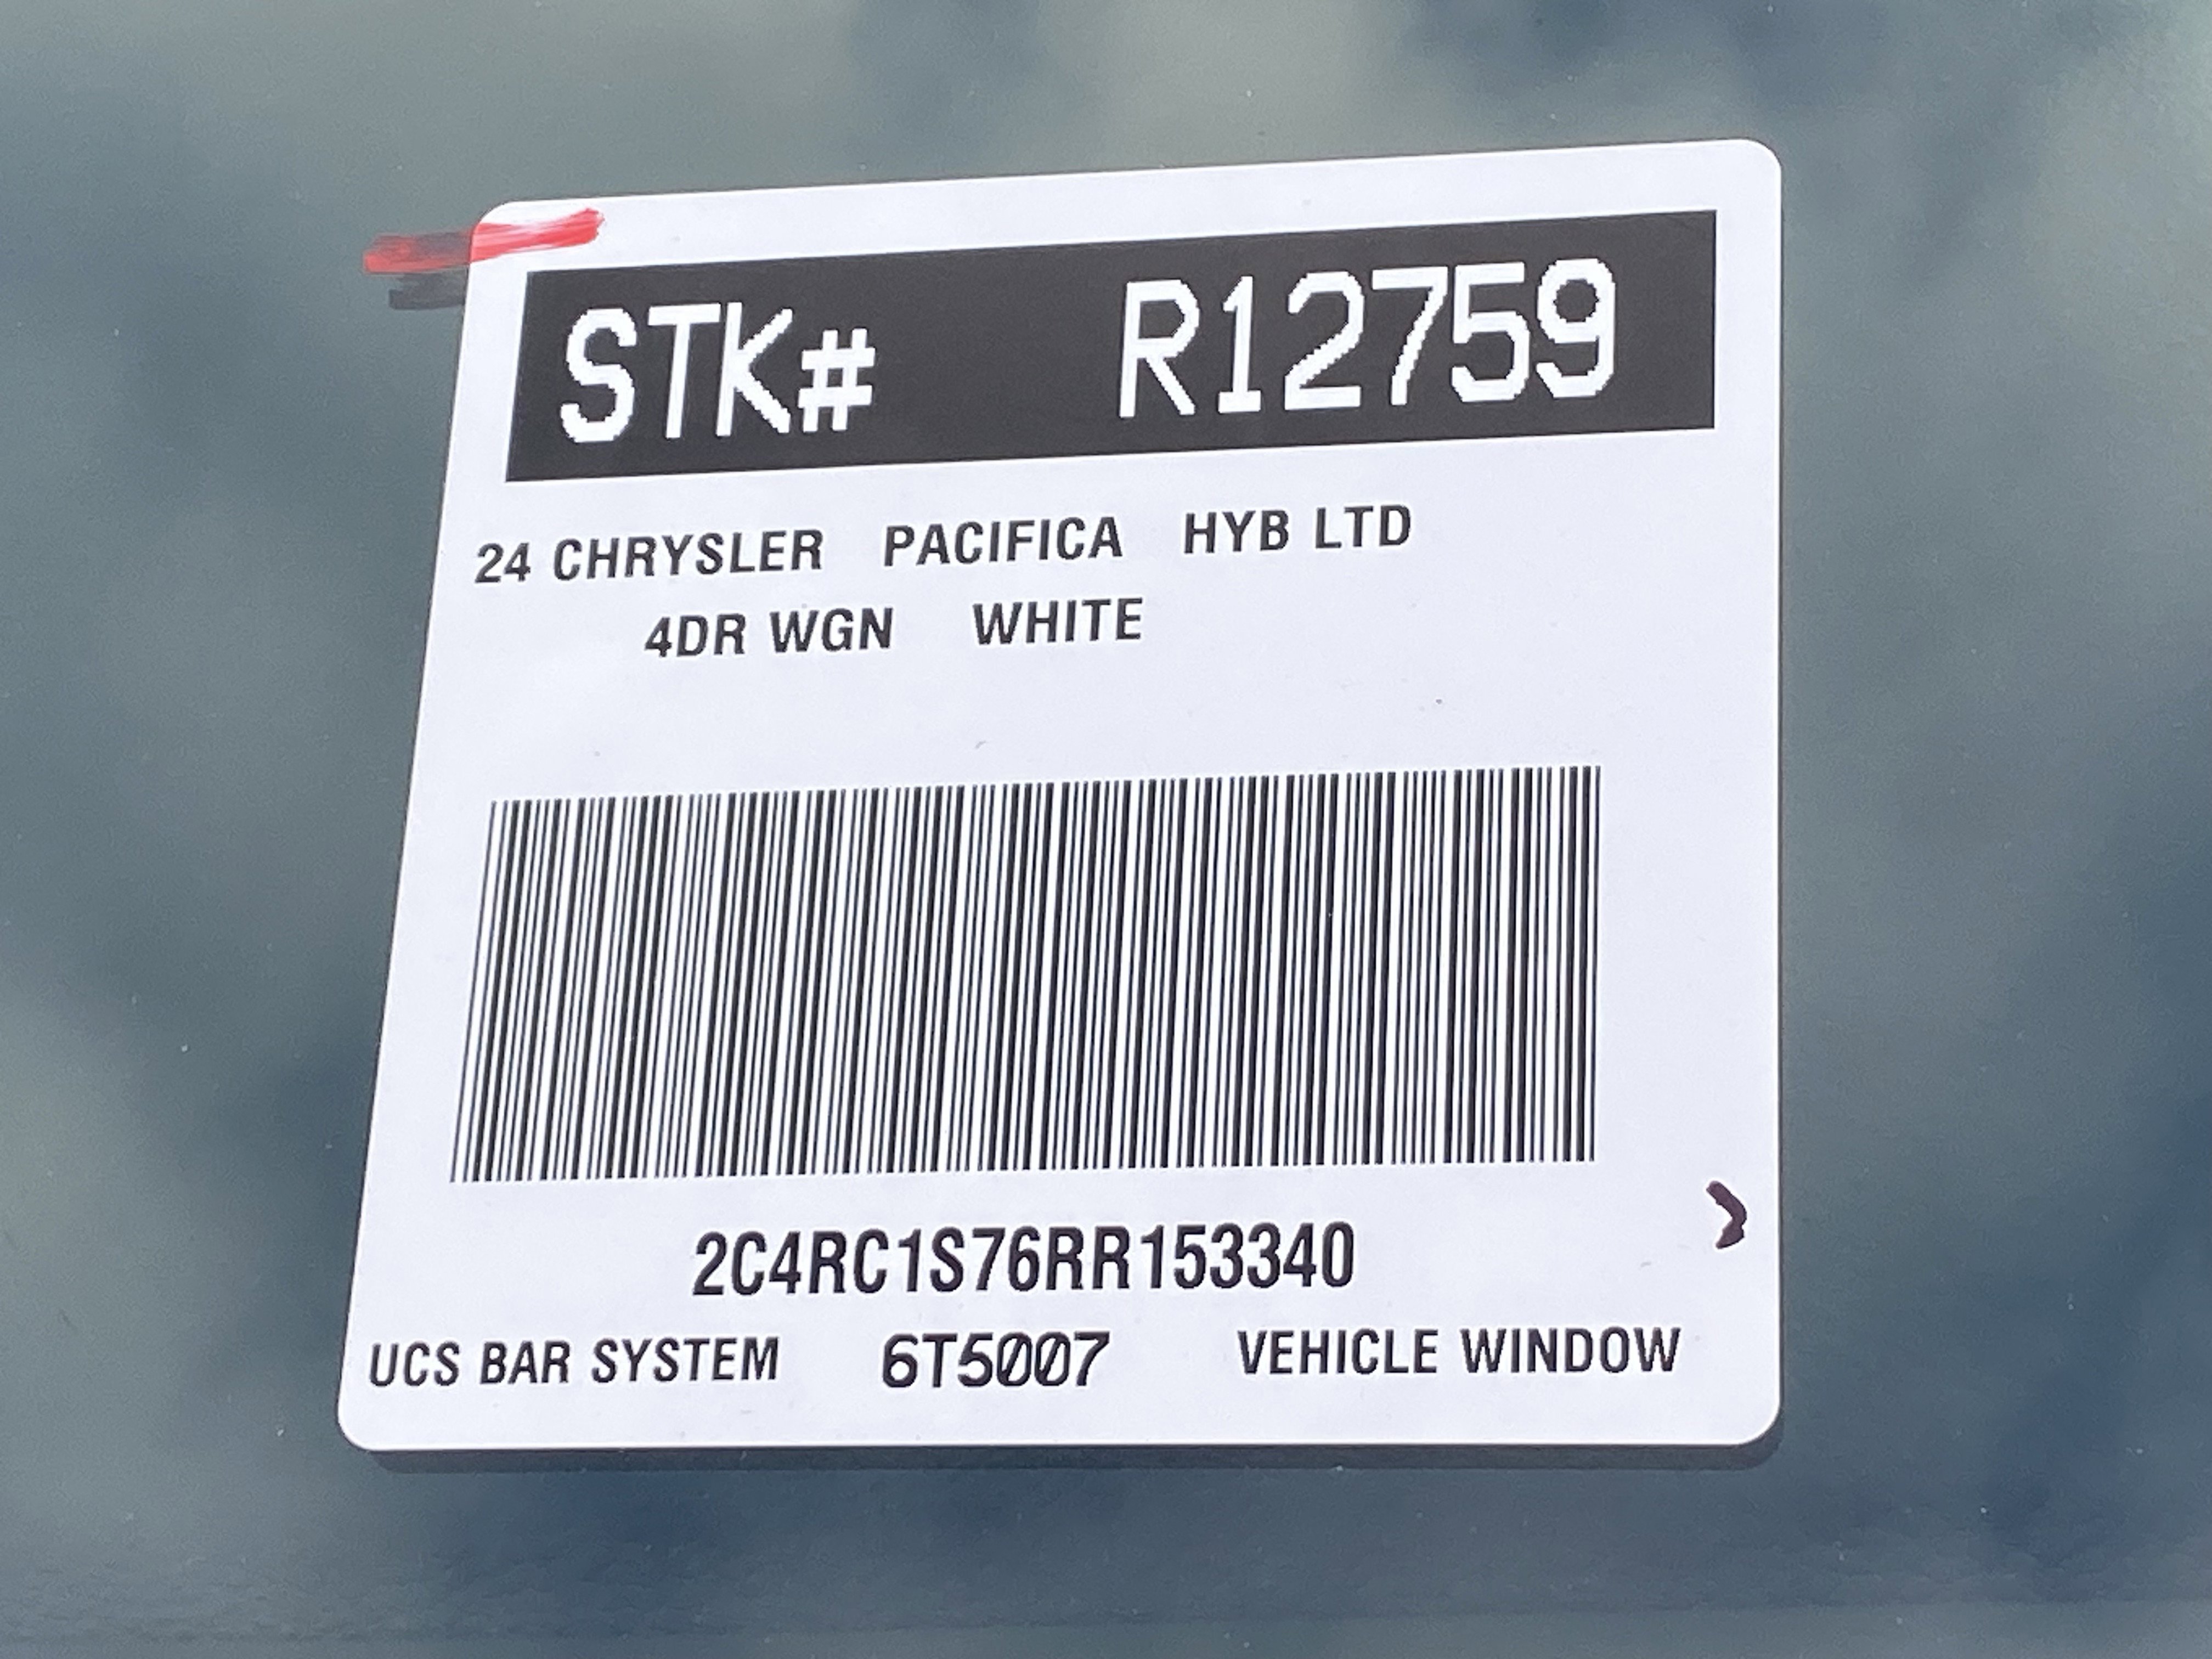 STK# R12759
24 CHRYSLER PACIFICA HYB LTD
4DR WGN WHITE
2C4RC1S76RR153340
UCS BAR SYSTEM 6T5007 VEHICLE WINDOW